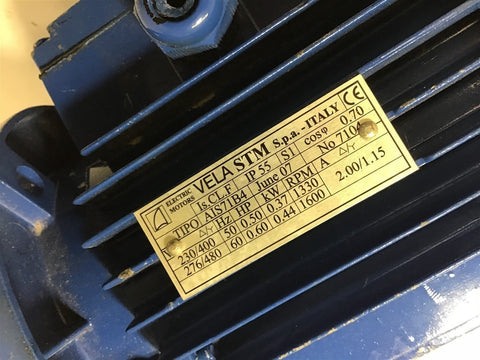 ELECTRIC MOTORS VELA STM S.p.a. - ITALY CE
Is CL F IP 55 S1 cosφ 0.70
TIPO A1S71B4 June 07 No 7104
Δ/Y Hz HP kW RPM A Δ/Y
230/400 50 0.50 0.37 1330 2.00/1.15
276/480 60 0.60 0.44 1600